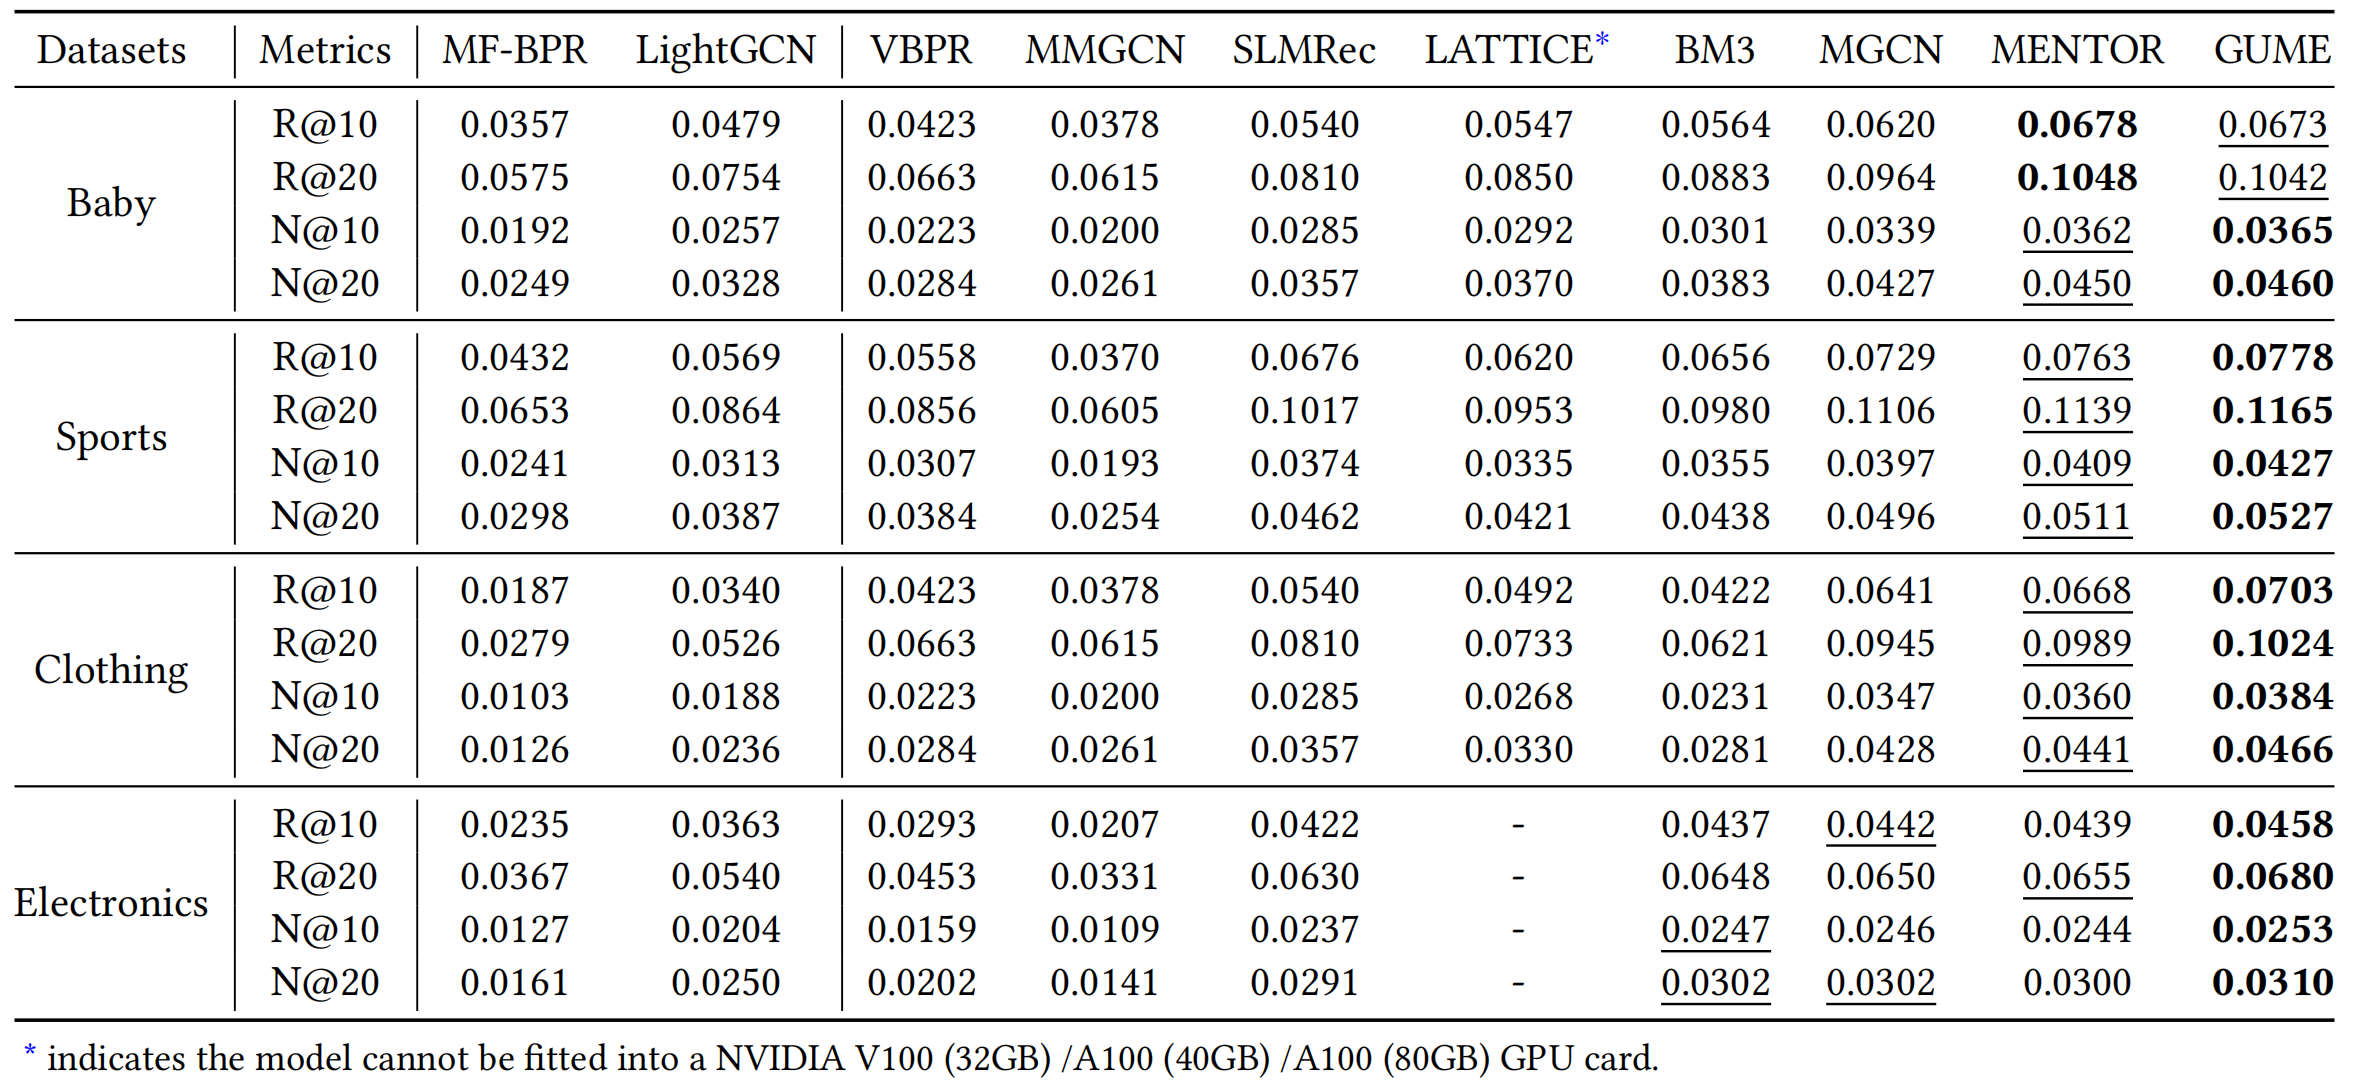 Datasets Metrics MF-BPR LightGCN VBPR MMGCN SLMRec LATTICE* BM3 MGCN MENTOR GUME
Baby
R@10 0.0357 0.0479 0.0423 0.0378 0.0540 0.0547 0.0564 0.0620 0.0678 0.0673
R@20 0.0575 0.0754 0.0663 0.0615 0.0810 0.0850 0.0883 0.0964 0.1048 0.1042
N@10 0.0192 0.0257 0.0223 0.0200 0.0285 0.0292 0.0301 0.0339 0.0362 0.0365
N@20 0.0249 0.0328 0.0284 0.0261 0.0357 0.0370 0.0383 0.0427 0.0450 0.0460
Sports
R@10 0.0432 0.0569 0.0558 0.0370 0.0676 0.0620 0.0656 0.0729 0.0763 0.0778
R@20 0.0653 0.0864 0.0856 0.0605 0.1017 0.0953 0.0980 0.1106 0.1139 0.1165
N@10 0.0241 0.0313 0.0307 0.0193 0.0374 0.0335 0.0355 0.0397 0.0409 0.0427
N@20 0.0298 0.0387 0.0384 0.0254 0.0462 0.0421 0.0438 0.0496 0.0511 0.0527
Clothing
R@10 0.0187 0.0340 0.0423 0.0378 0.0540 0.0492 0.0422 0.0641 0.0668 0.0703
R@20 0.0279 0.0526 0.0663 0.0615 0.0810 0.0733 0.0621 0.0945 0.0989 0.1024
N@10 0.0103 0.0188 0.0223 0.0200 0.0285 0.0268 0.0231 0.0347 0.0360 0.0384
N@20 0.0126 0.0236 0.0284 0.0261 0.0357 0.0330 0.0281 0.0428 0.0441 0.0466
Electronics
R@10 0.0235 0.0363 0.0293 0.0207 0.0422 - 0.0437 0.0442 0.0439 0.0458
R@20 0.0367 0.0540 0.0453 0.0331 0.0630 - 0.0648 0.0650 0.0655 0.0680
N@10 0.0127 0.0204 0.0159 0.0109 0.0237 - 0.0247 0.0246 0.0244 0.0253
N@20 0.0161 0.0250 0.0202 0.0141 0.0291 - 0.0302 0.0302 0.0300 0.0310
* indicates the model cannot be fitted into a NVIDIA V100 (32GB) /A100 (40GB) /A100 (80GB) GPU card.